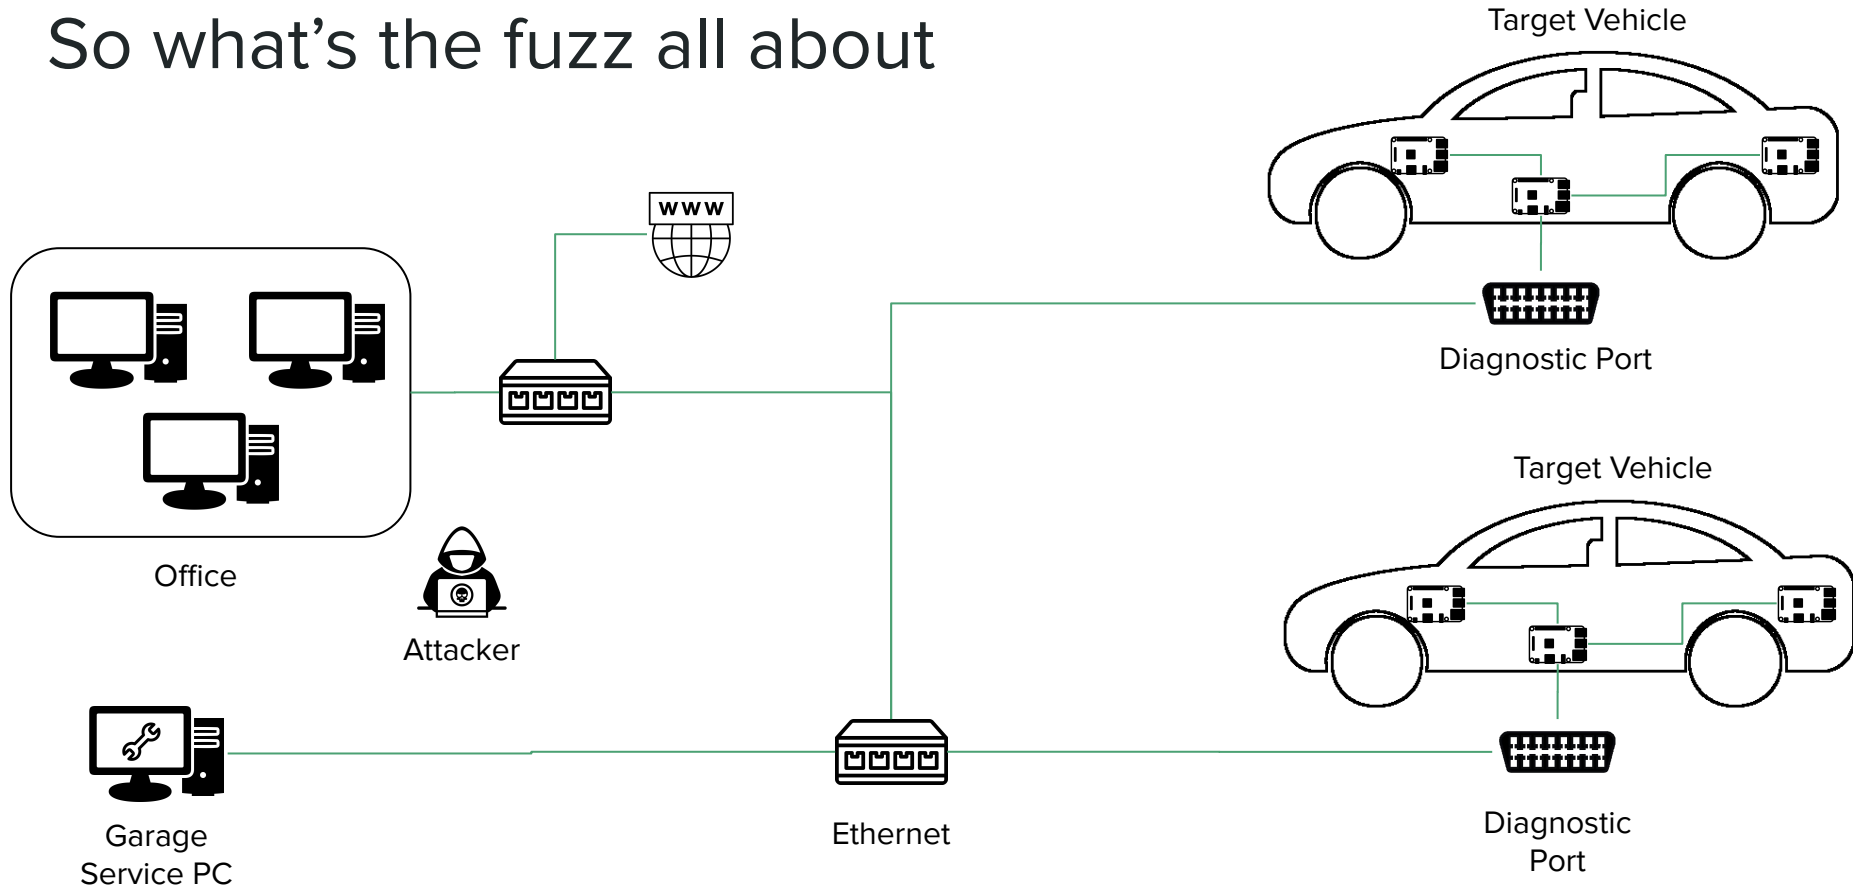 So what's the fuzz all about
Target Vehicle
WWW
Diagnostic Port
Target Vehicle
Office
Attacker
Garage
Service PC
Ethernet
Diagnostic
Port